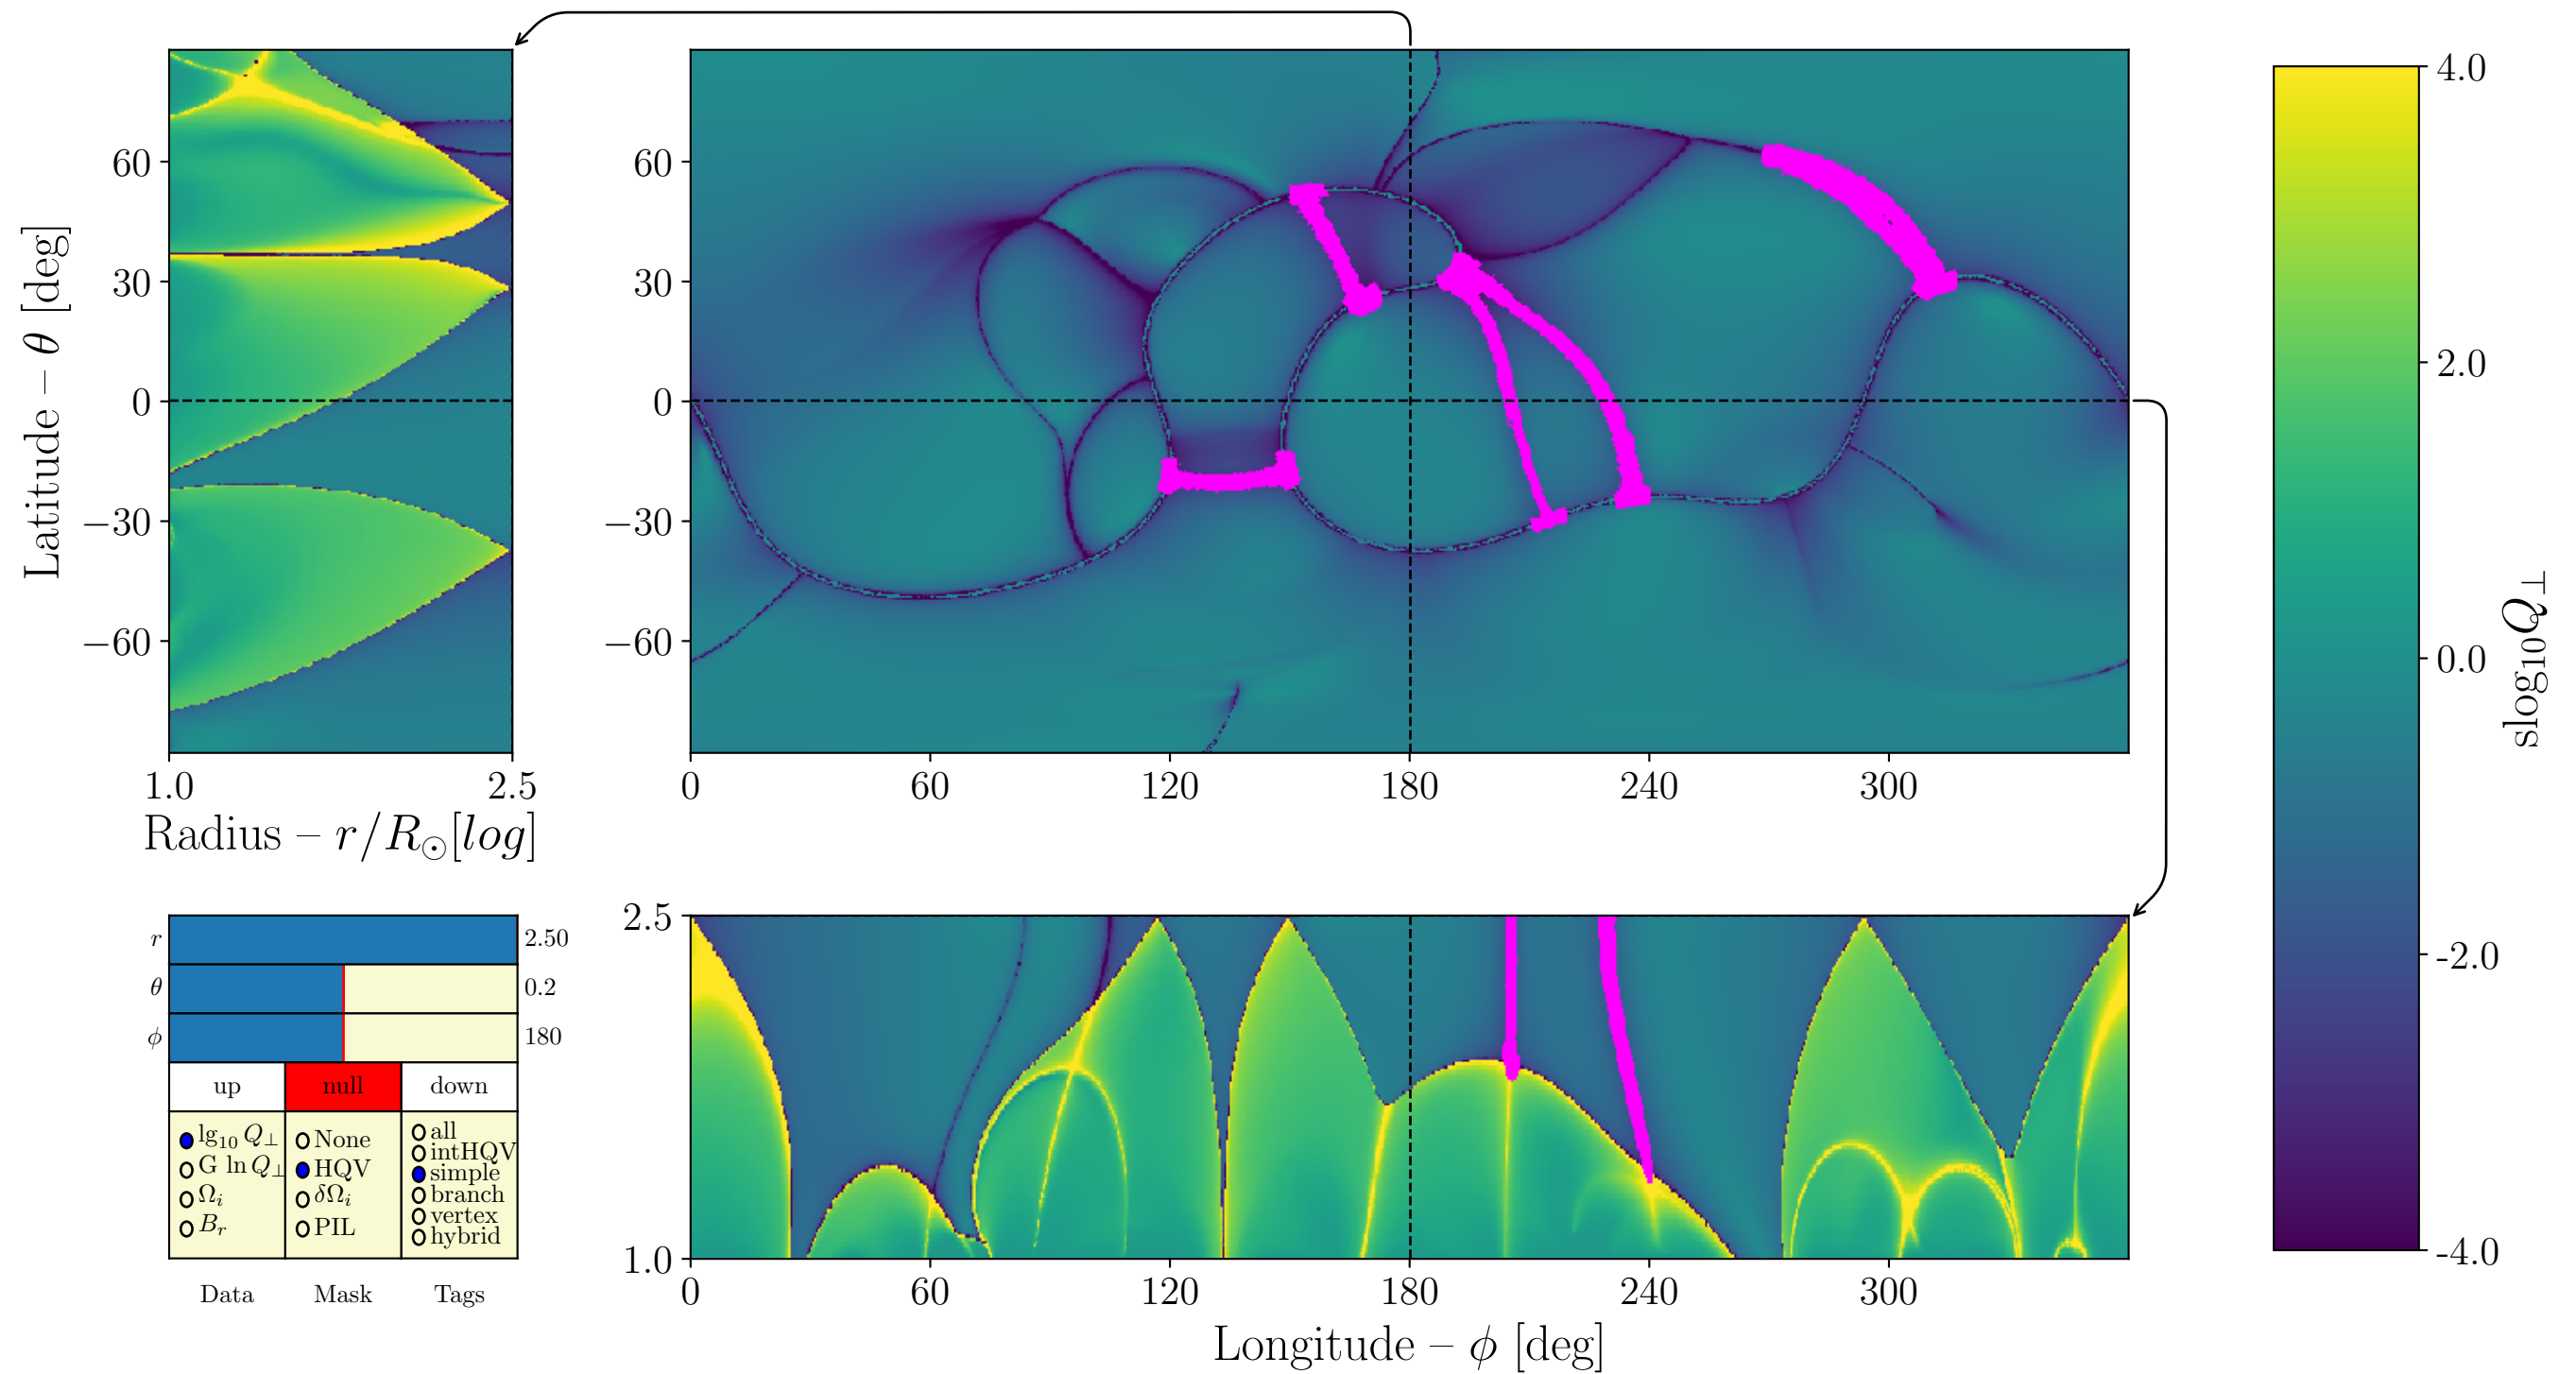 60
30
0
−30
−60
Latitude – θ [deg]
1.0 2.5
Radius – r/R⊙[log]
60
30
0
−30
−60
0 60 120 180 240 300
4.0
2.0
0.0
-2.0
-4.0
slog₁₀Q⊥
r 2.50
θ 0.2
ϕ 180
up null down
lg₁₀ Q⊥
G ln Q⊥
Ωᵢ
Bᵣ
None
HQV
δΩᵢ
PIL
all
intHQV
simple
branch
vertex
hybrid
Data Mask Tags
2.5
1.0
0 60 120 180 240 300
Longitude – ϕ [deg]